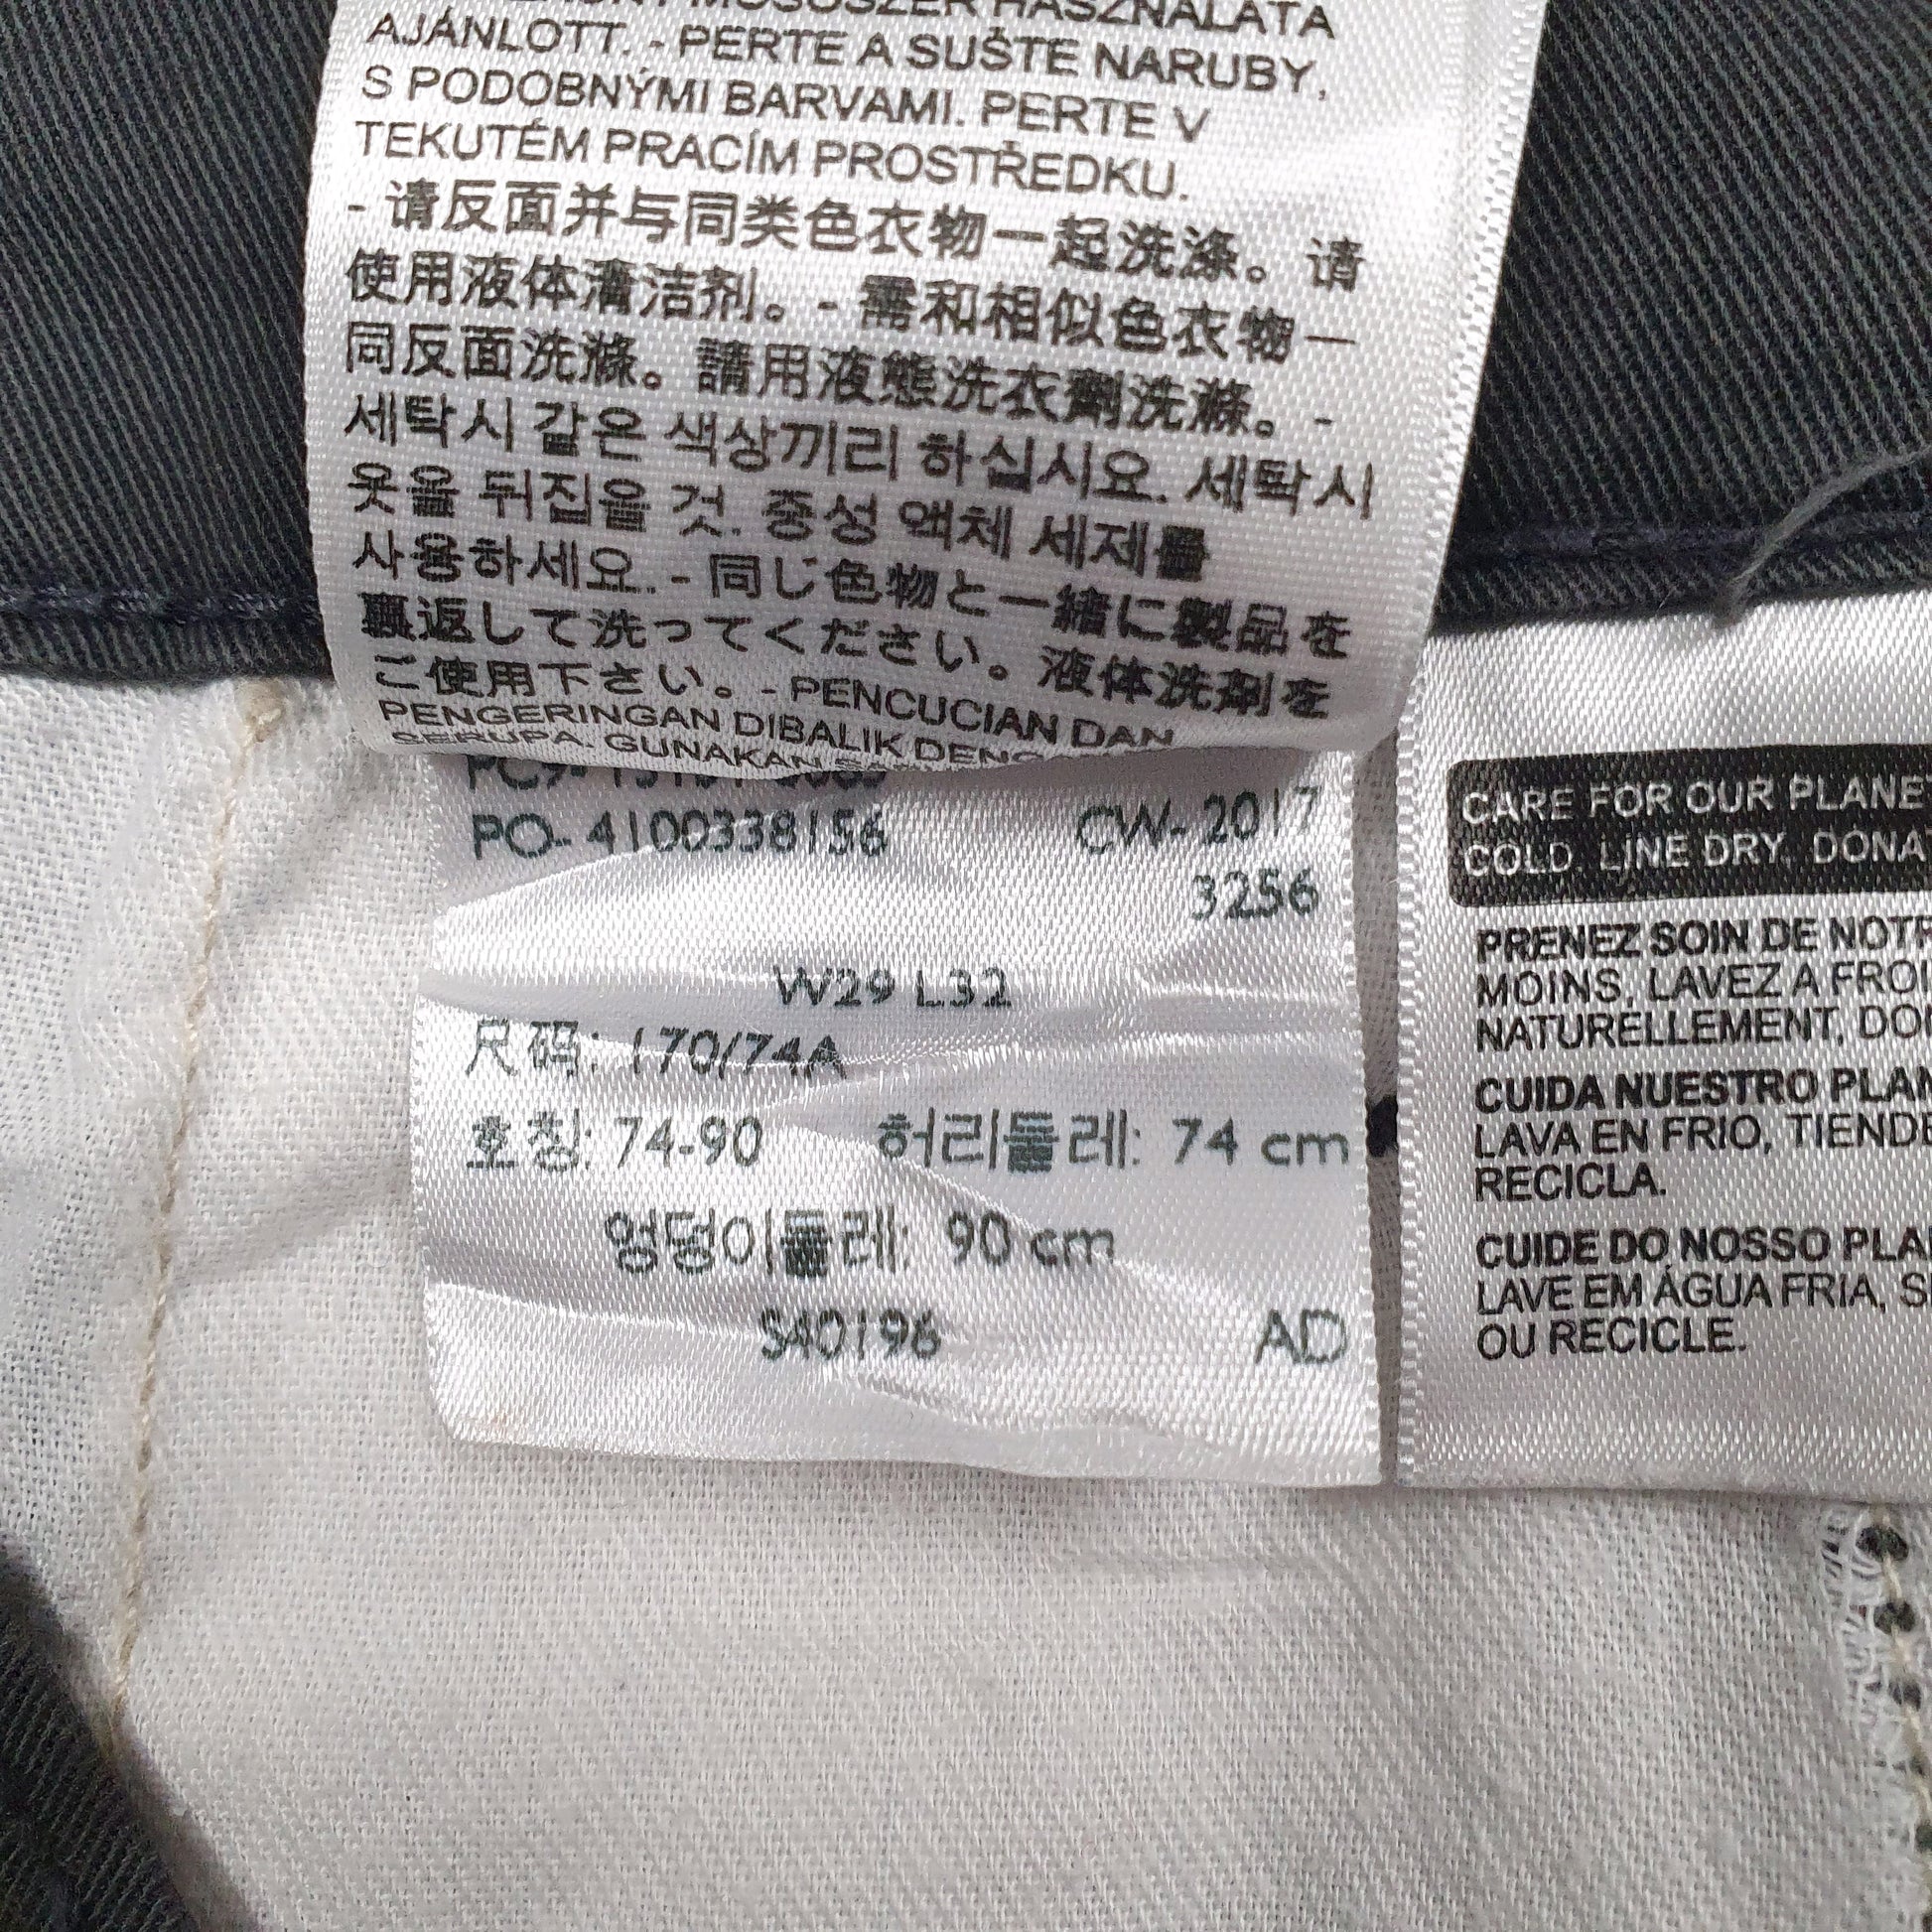 MOSÓSZER HASZNÁLATA
AJÁNLOTT. - PERTE A SUŠTE NARUBY,
S PODOBNÝMI BARVAMI. PERTE V
TEKUTÉM PRACÍM PROSTŘEDKU.
- 请反面并与同类色衣物一起洗涤。请
使用液体清洁剂。- 需和相似色衣物一
同反面洗滌。請用液態洗衣劑洗滌。-
세탁시 같은 색상끼리 하십시요. 세탁시
옷을 뒤집을 것. 중성 액체 세제를
사용하세요. - 同じ色物と一緒に製品を
裏返して洗ってください。液体洗剤を
ご使用下さい。- PENCUCIAN DAN
PENGERINGAN DIBALIK
GUNAKAN
PO- 4100338156 CW- 2017
3256
W29 L32
尺码: 170/74A
호칭: 74-90 허리둘레: 74 cm
엉덩이둘레: 90 cm
S40196 AD
CARE FOR OUR PLANE
COLD. LINE DRY. DONA
PRENEZ SOIN DE NOTR
MOINS, LAVEZ A FROI
NATURELLEMENT, DO
CUIDA NUESTRO PLAN
LAVA EN FRIO, TIEND
RECICLA.
CUIDE DO NOSSO PLA
LAVE EM ÁGUA FRIA, S
OU RECICLE.